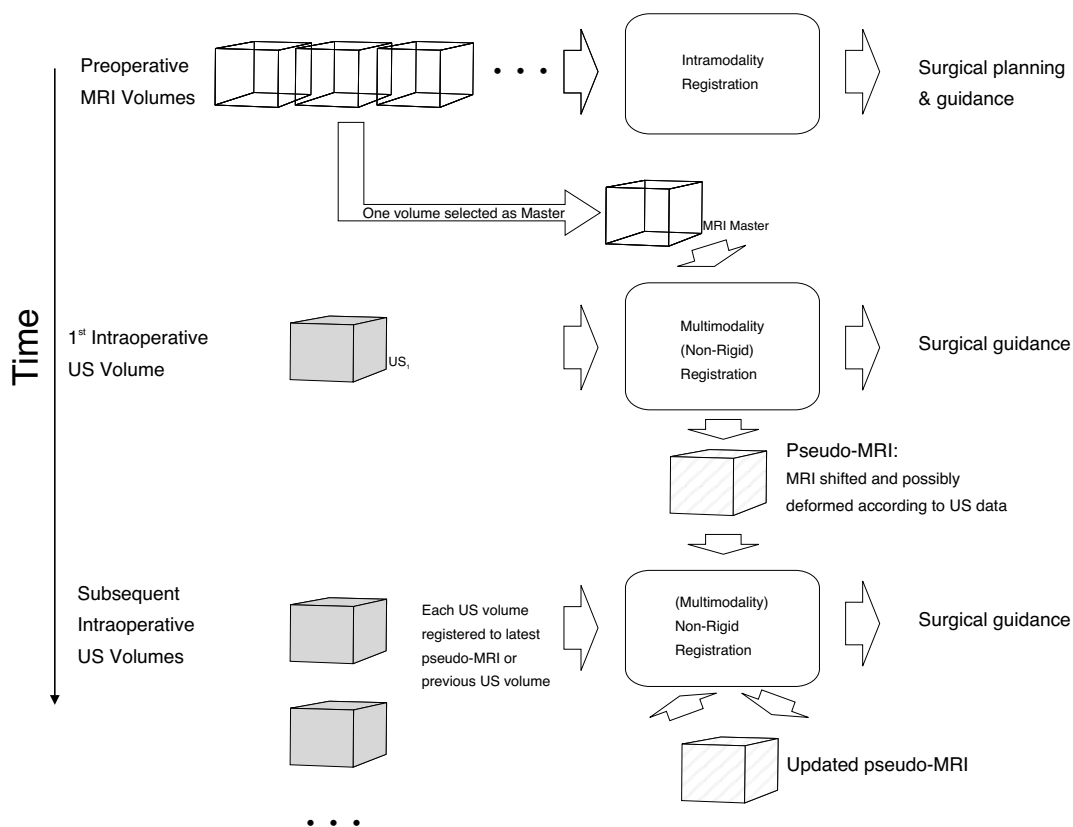 Preoperative
MRI Volumes
• • •
Intramodality
Registration
Surgical planning
& guidance
One volume selected as Master
MRI Master
Time
1st Intraoperative
US Volume
US1
Multimodality
(Non-Rigid)
Registration
Surgical guidance
Pseudo-MRI:
MRI shifted and possibly
deformed according to US data
Subsequent
Intraoperative
US Volumes
Each US volume
registered to latest
pseudo-MRI or
previous US volume
(Multimodality)
Non-Rigid
Registration
Surgical guidance
Updated pseudo-MRI
• • •